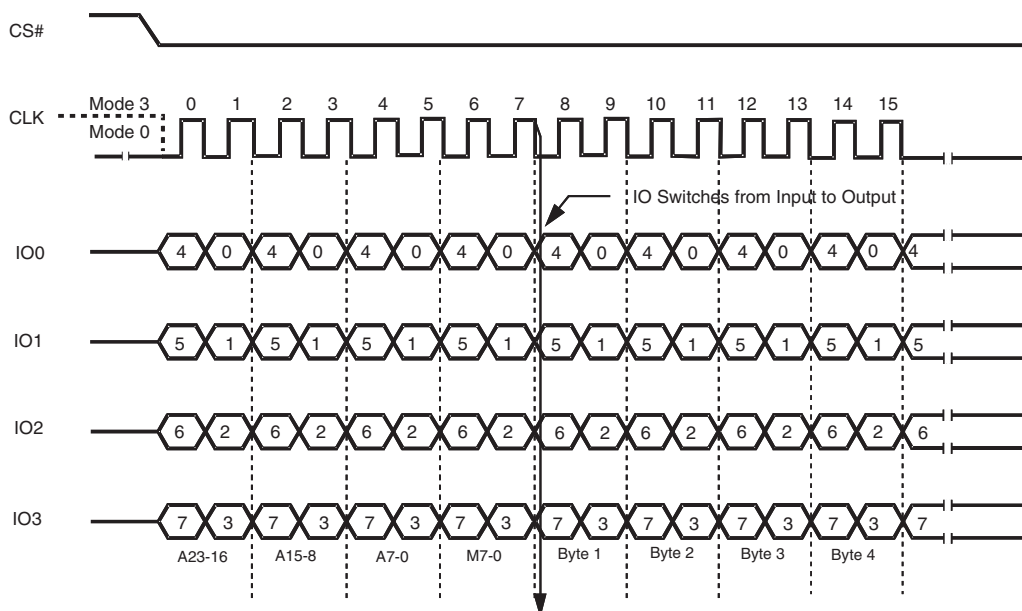 CS#
CLK
Mode 3
Mode 0
0 1 2 3 4 5 6 7 8 9 10 11 12 13 14 15
IO Switches from Input to Output
IO0 4 0 4 0 4 0 4 0 4 0 4 0 4 0 4 0 4
IO1 5 1 5 1 5 1 5 1 5 1 5 1 5 1 5 1 5
IO2 6 2 6 2 6 2 6 2 6 2 6 2 6 2 6 2 6
IO3 7 3 7 3 7 3 7 3 7 3 7 3 7 3 7 3 7
A23-16 A15-8 A7-0 M7-0 Byte 1 Byte 2 Byte 3 Byte 4